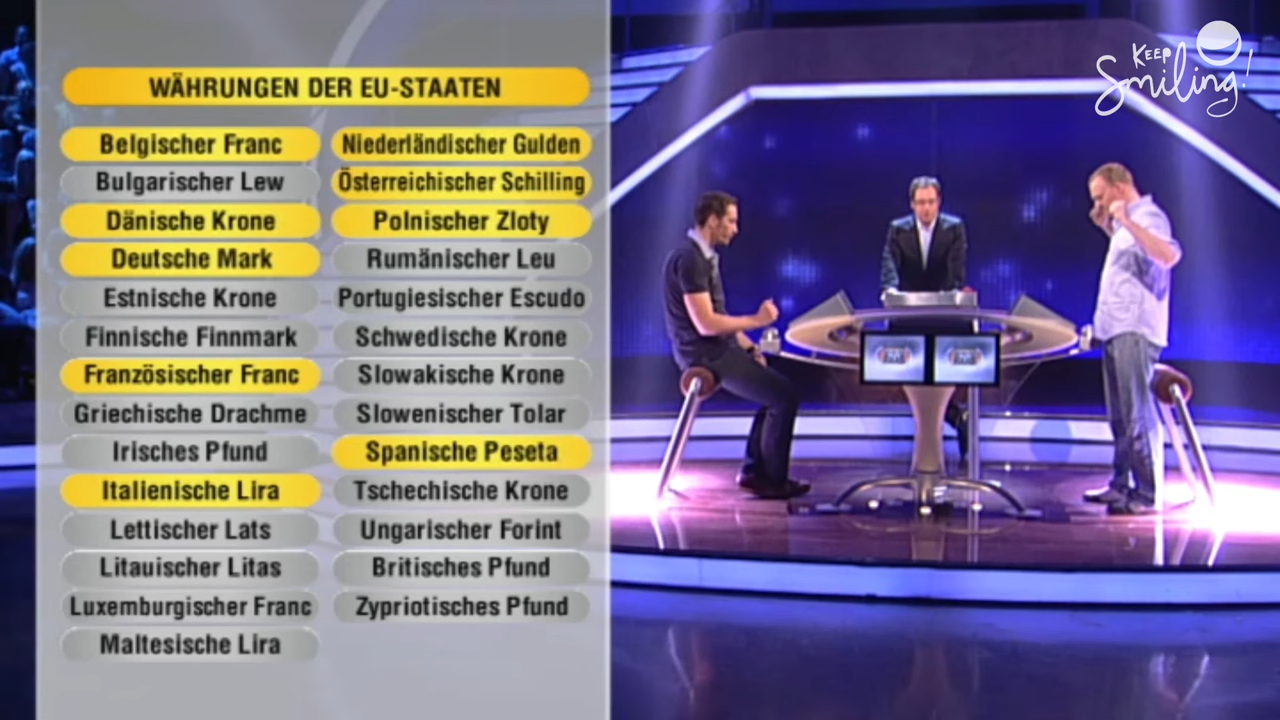 WÄHRUNGEN DER EU-STAATEN
Belgischer Franc
Bulgarischer Lew
Dänische Krone
Deutsche Mark
Estnische Krone
Finnische Finnmark
Französischer Franc
Griechische Drachme
Irisches Pfund
Italienische Lira
Lettischer Lats
Litauischer Litas
Luxemburgischer Franc
Maltesische Lira
Niederländischer Gulden
Österreichischer Schilling
Polnischer Zloty
Rumänischer Leu
Portugiesischer Escudo
Schwedische Krone
Slowakische Krone
Slowenischer Tolar
Spanische Peseta
Tschechische Krone
Ungarischer Forint
Britisches Pfund
Zypriotisches Pfund
KEEP
Smiling!